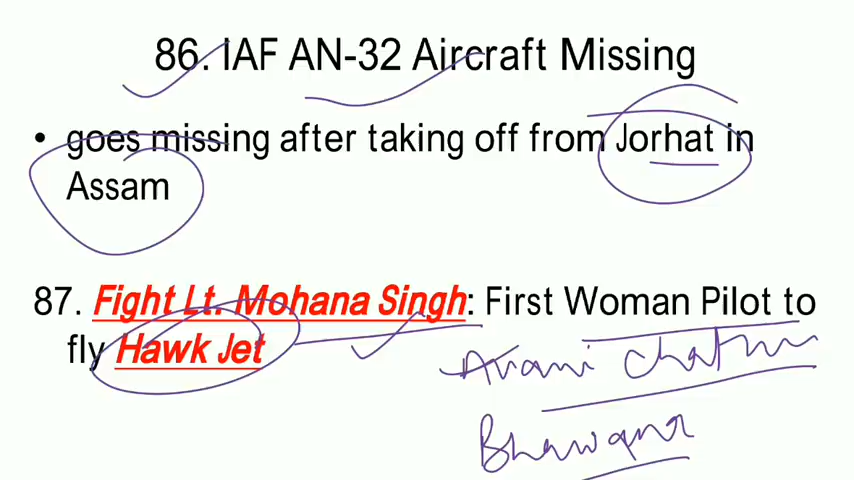 86. IAF AN-32 Aircraft Missing
• goes missing after taking off from Jorhat in
Assam
87. Fight Lt. Mohana Singh: First Woman Pilot to
fly Hawk Jet
Avani Chatur
Bhawana